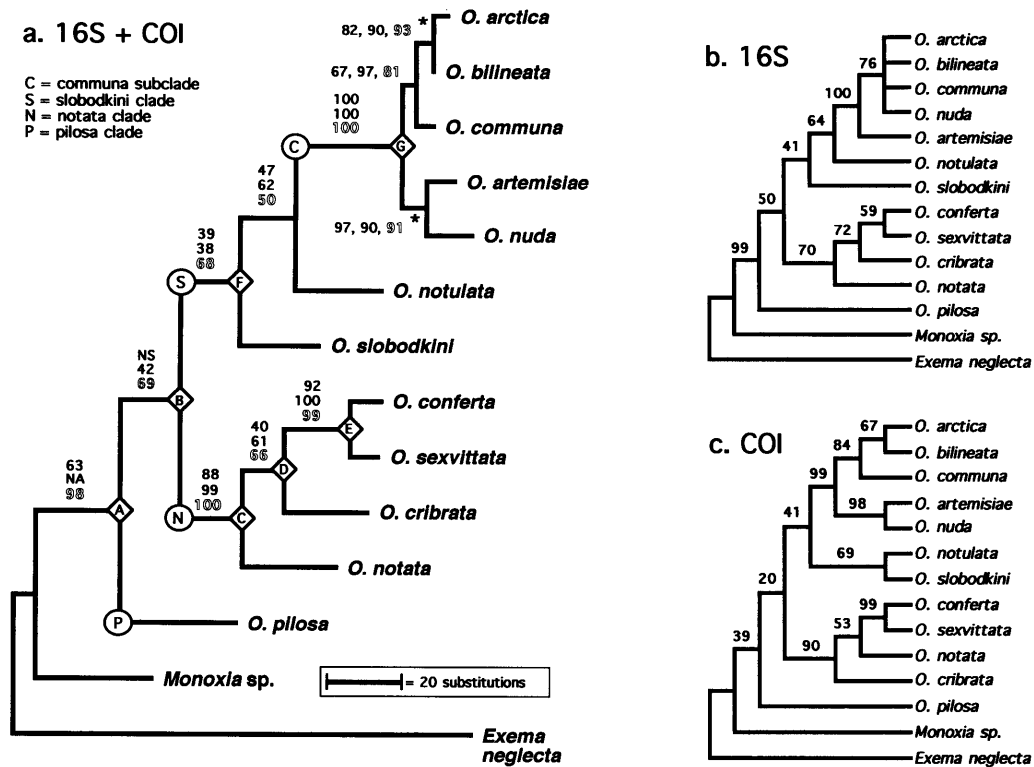 a. 16S + COI
C = communa subclade
S = slobodkini clade
N = notata clade
P = pilosa clade
O. arctica
*
82, 90, 93
O. bilineata
67, 97, 81
O. communa
100
100
100
C
G
O. artemisiae
*
97, 90, 91
O. nuda
47
62
50
O. notulata
39
38
68
S
F
O. slobodkini
NS
42
69
B
92
100
99
O. conferta
E
O. sexvittata
40
61
66
D
O. cribrata
88
99
100
N
C
O. notata
63
NA
98
A
P
O. pilosa
Monoxia sp.
= 20 substitutions
Exema
neglecta
b. 16S
O. arctica
76
O. bilineata
O. communa
100
O. nuda
O. artemisiae
64
O. notulata
41
O. slobodkini
50
59
O. conferta
72
O. sexvittata
70
O. cribrata
99
O. notata
O. pilosa
Monoxia sp.
Exema neglecta
c. COI
67
O. arctica
84
O. bilineata
99
O. communa
98
O. artemisiae
O. nuda
41
69
O. notulata
O. slobodkini
20
99
O. conferta
53
O. sexvittata
90
O. notata
39
O. cribrata
O. pilosa
Monoxia sp.
Exema neglecta